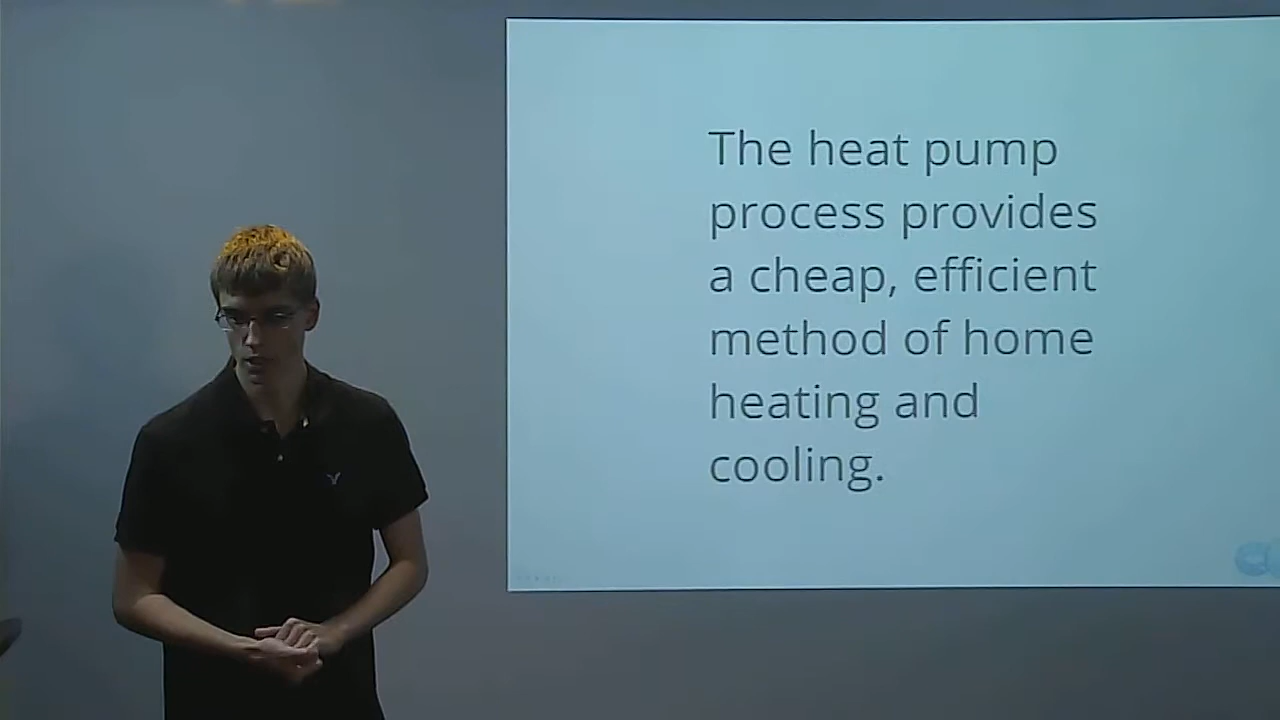 The heat pump
process provides
a cheap, efficient
method of home
heating and
cooling.